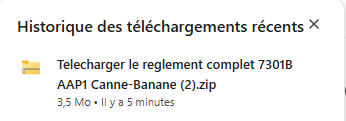 Historique des téléchargements récents
Telecharger le reglement complet 7301B
AAP1 Canne-Banane (2).zip
3,5 Mo • Il y a 5 minutes